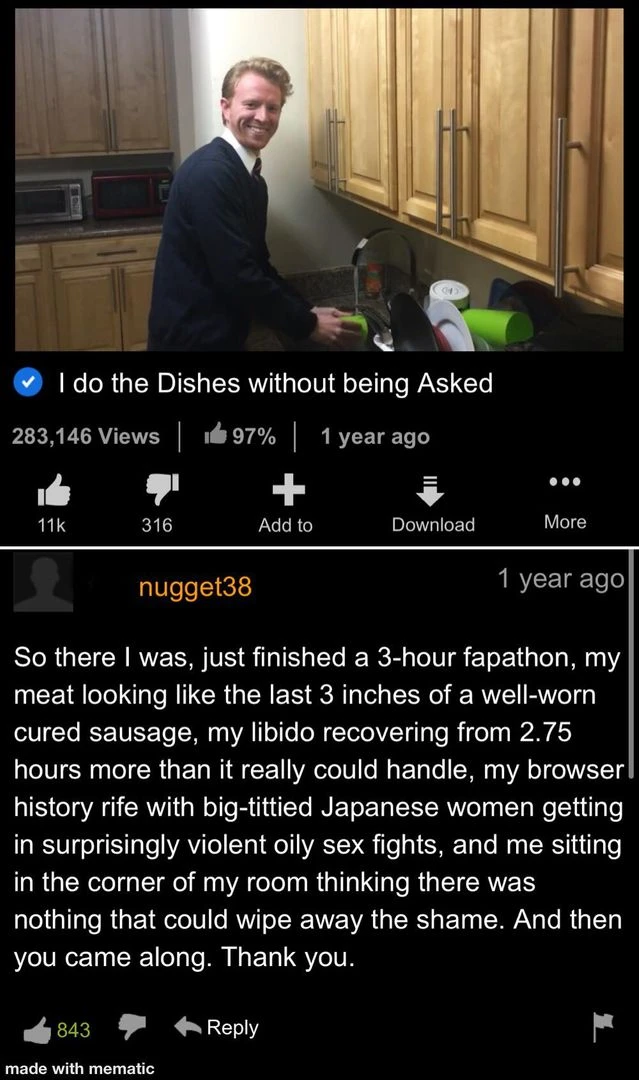 I do the Dishes without being Asked
283,146 Views | 97% | 1 year ago
11k 316 Add to Download More
nugget38 1 year ago
So there I was, just finished a 3-hour fapathon, my
meat looking like the last 3 inches of a well-worn
cured sausage, my libido recovering from 2.75
hours more than it really could handle, my browser
history rife with big-tittied Japanese women getting
in surprisingly violent oily sex fights, and me sitting
in the corner of my room thinking there was
nothing that could wipe away the shame. And then
you came along. Thank you.
843 Reply
made with mematic